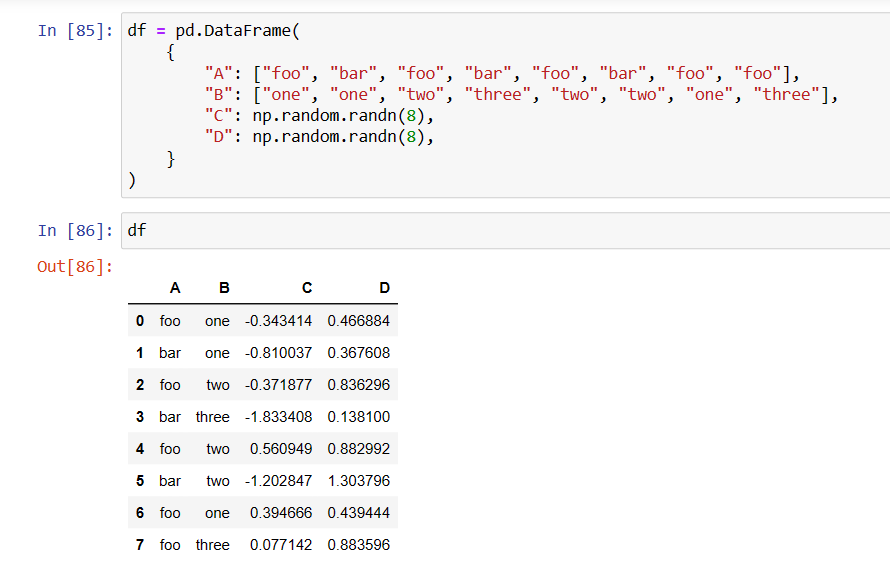 In [85]: df = pd.DataFrame(
{
"A": ["foo", "bar", "foo", "bar", "foo", "bar", "foo", "foo"],
"B": ["one", "one", "two", "three", "two", "two", "one", "three"],
"C": np.random.randn(8),
"D": np.random.randn(8),
}
)
In [86]: df
Out[86]:
A B C D
0 foo one -0.343414 0.466884
1 bar one -0.810037 0.367608
2 foo two -0.371877 0.836296
3 bar three -1.833408 0.138100
4 foo two 0.560949 0.882992
5 bar two -1.202847 1.303796
6 foo one 0.394666 0.439444
7 foo three 0.077142 0.883596